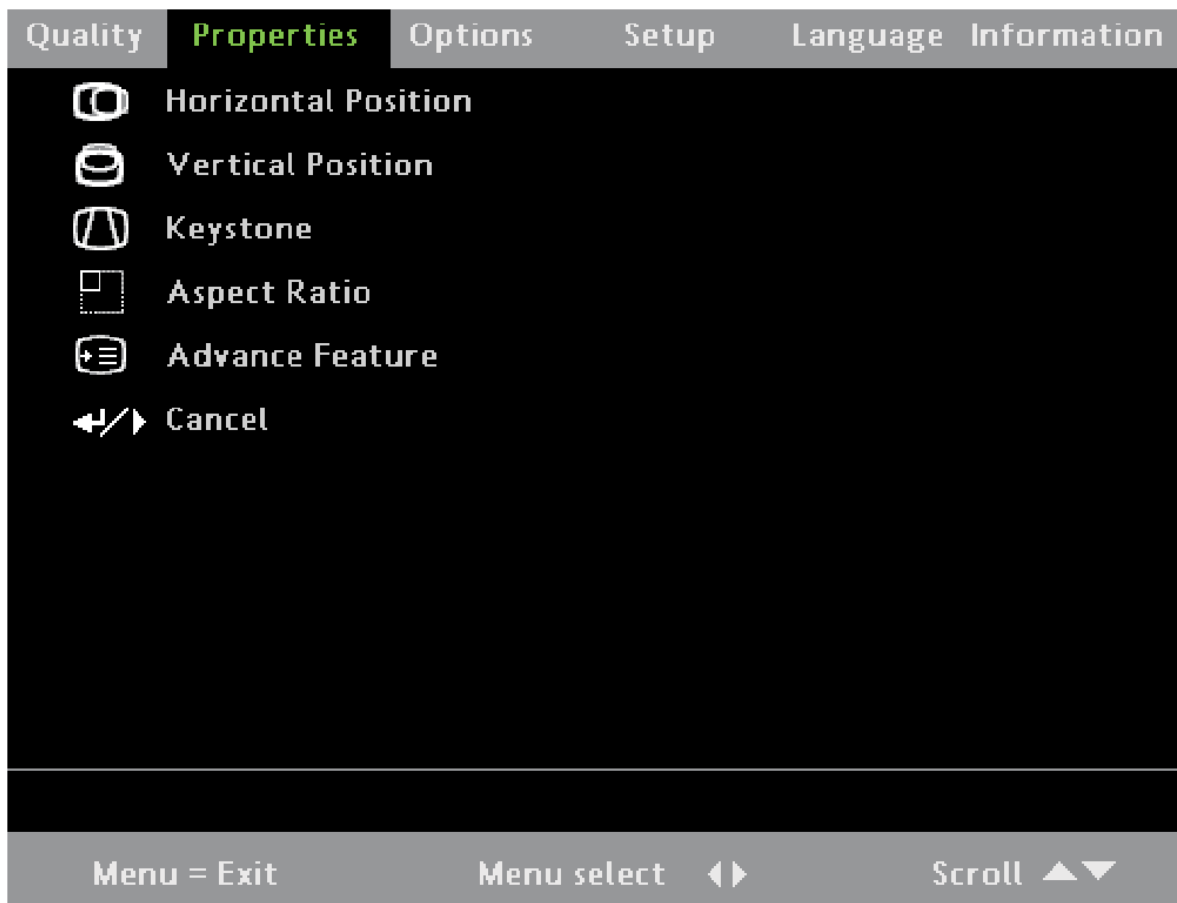 Quality Properties Options Setup Language Information
Horizontal Position
Vertical Position
Keystone
Aspect Ratio
Advance Feature
Cancel
Menu = Exit Menu select Scroll